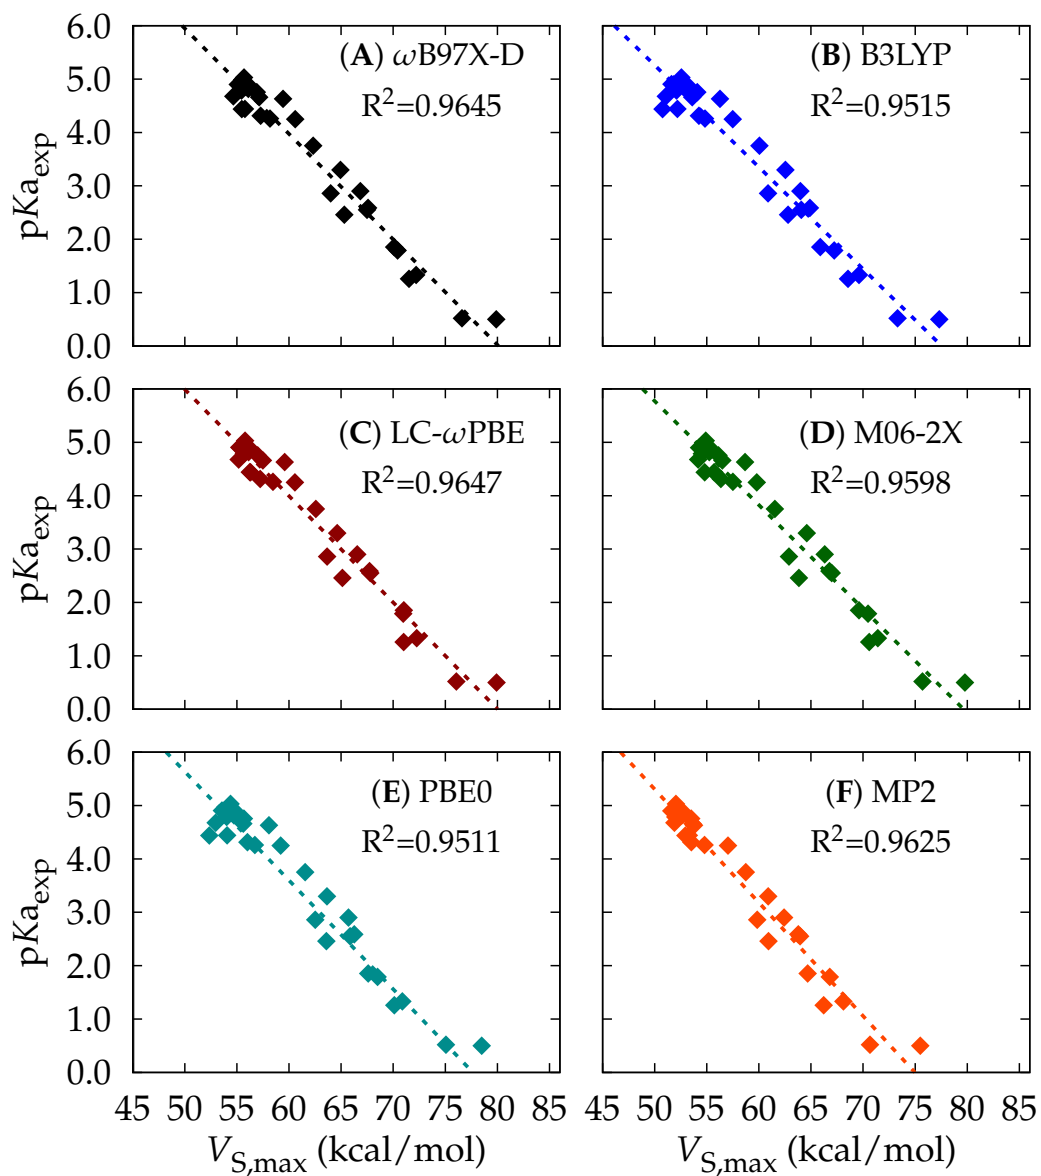 6.0
5.0
4.0
3.0
2.0
1.0
0.0
pKa_exp
(A) ωB97X-D
R²=0.9645
(B) B3LYP
R²=0.9515
6.0
5.0
4.0
3.0
2.0
1.0
0.0
pKa_exp
(C) LC-ωPBE
R²=0.9647
(D) M06-2X
R²=0.9598
6.0
5.0
4.0
3.0
2.0
1.0
0.0
pKa_exp
(E) PBE0
R²=0.9511
(F) MP2
R²=0.9625
45 50 55 60 65 70 75 80 85
45 50 55 60 65 70 75 80 85
V_S,max (kcal/mol)
V_S,max (kcal/mol)